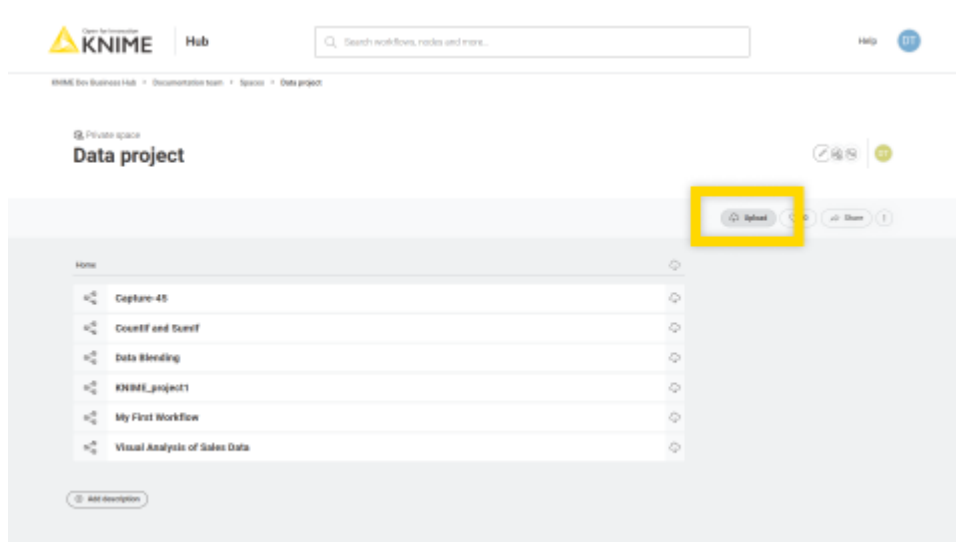 Open for Innovation
KNIME
Hub
Search workflows, nodes and more...
Help
DT
KNIME Dev Business Hub > Documentation team > Spaces > Data project
Private space
Data project
DT
Upload
0
Share
Home
Capture-45
Countif and Sumif
Data Blending
KNIME_project1
My First Workflow
Visual Analysis of Sales Data
Add description